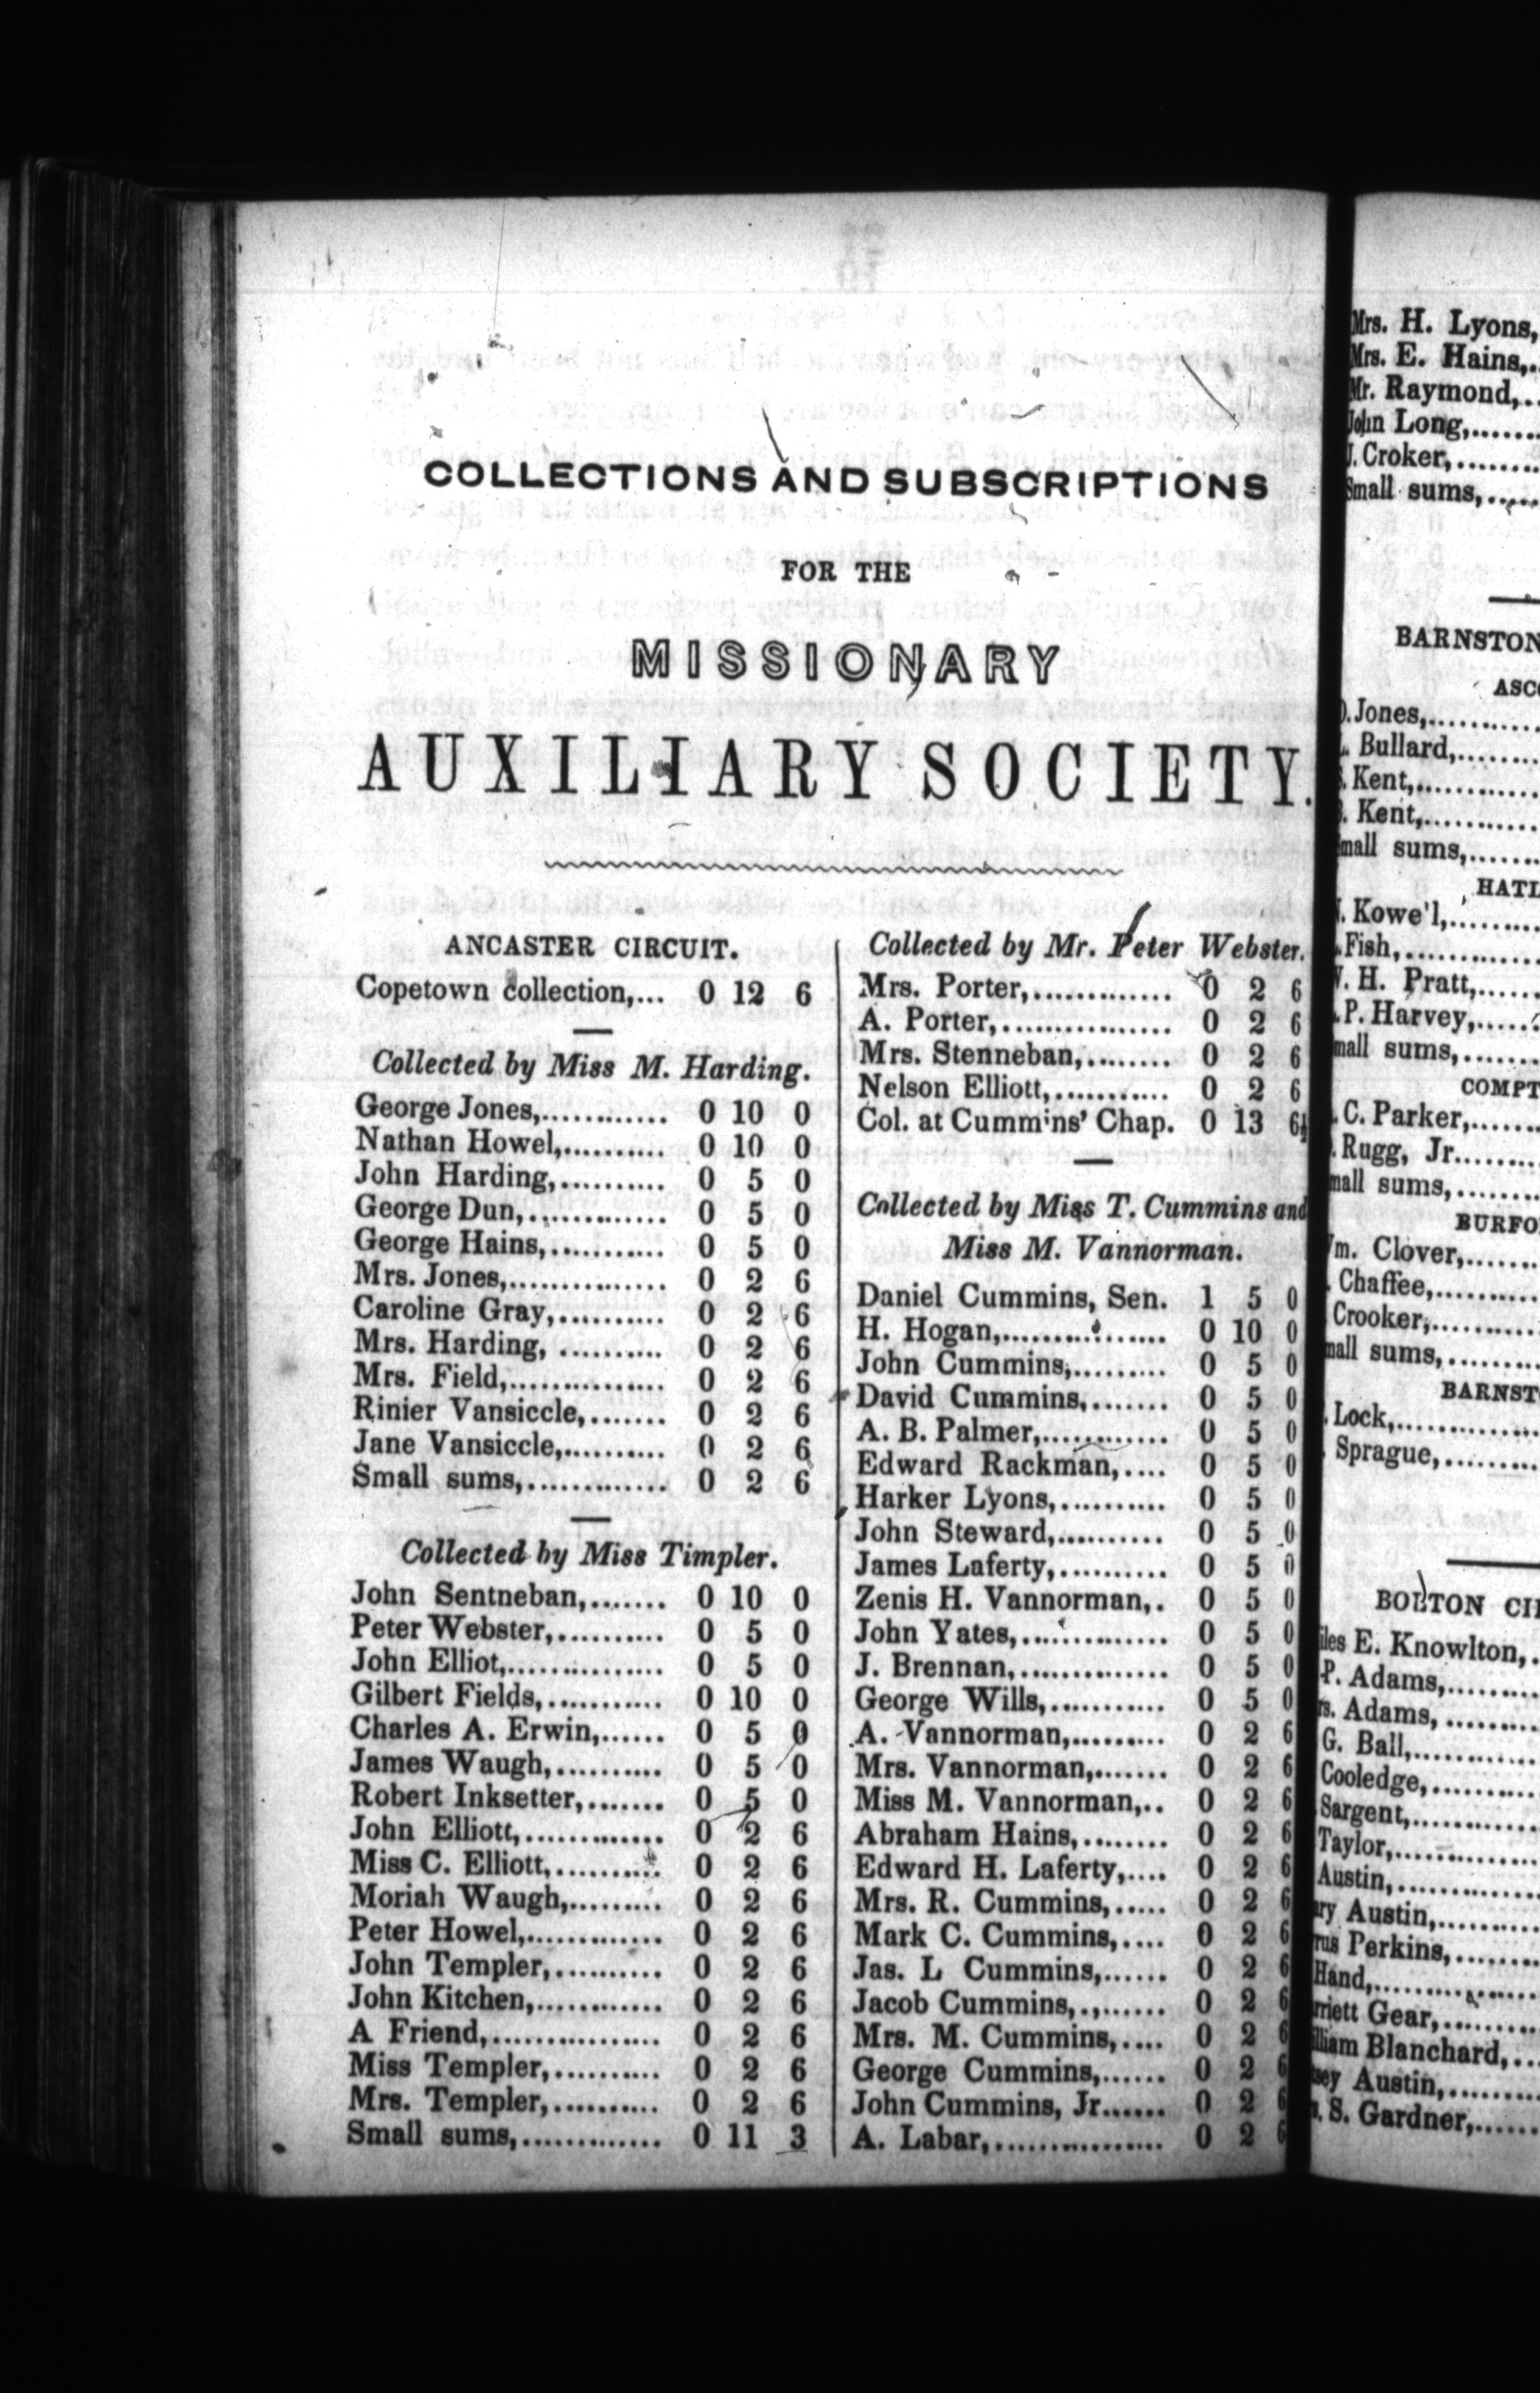 COLLECTIONS AND SUBSCRIPTIONS
FOR THE
MISSIONARY
AUXILIARY SOCIETY.
ANCASTER CIRCUIT.
Copetown collection,... 0 12 6
Collected by Miss M. Harding.
George Jones,............ 0 10 0
Nathan Howel,.......... 0 10 0
John Harding,.......... 0 5 0
George Dun,............. 0 5 0
George Hains,........... 0 5 0
Mrs. Jones,............... 0 2 6
Caroline Gray,.......... 0 2 6
Mrs. Harding, .......... 0 2 6
Mrs. Field,............... 0 2 6
Rinier Vansiccle,....... 0 2 6
Jane Vansiccle,.......... 0 2 6
Small sums,.............. 0 2 6
Collected by Miss Timpler.
John Sentneban,....... 0 10 0
Peter Webster,.......... 0 5 0
John Elliot,............... 0 5 0
Gilbert Fields,........... 0 10 0
Charles A. Erwin,...... 0 5 0
James Waugh,.......... 0 5 0
Robert Inksetter,....... 0 5 0
John Elliott,............. 0 2 6
Miss C. Elliott,.......... 0 2 6
Moriah Waugh,......... 0 2 6
Peter Howel,............. 0 2 6
John Templer,.......... 0 2 6
John Kitchen,............ 0 2 6
A Friend,................ 0 2 6
Miss Templer,.......... 0 2 6
Mrs. Templer,.......... 0 2 6
Small sums,............. 0 11 3
Collected by Mr. Peter Webster.
Mrs. Porter,............. 0 2 6
A. Porter,................ 0 2 6
Mrs. Stenneban,........ 0 2 6
Nelson Elliott,........... 0 2 6
Col. at Cummins' Chap. 0 13 6½
Collected by Miss T. Cummins and
Miss M. Vannorman.
Daniel Cummins, Sen. 1 5 0
H. Hogan,................ 0 10 0
John Cummins,......... 0 5 0
David Cummins,....... 0 5 0
A. B. Palmer,............ 0 5 0
Edward Rackman,.... 0 5 0
Harker Lyons,.......... 0 5 0
John Steward,.......... 0 5 0
James Laferty,.......... 0 5 0
Zenis H. Vannorman,. 0 5 0
John Yates,.............. 0 5 0
J. Brennan,.............. 0 5 0
George Wills,........... 0 5 0
A. Vannorman,......... 0 2 6
Mrs. Vannorman,....... 0 2 6
Miss M. Vannorman,.. 0 2 6
Abraham Hains,........ 0 2 6
Edward H. Laferty,.... 0 2 6
Mrs. R. Cummins,..... 0 2 6
Mark C. Cummins,..... 0 2 6
Jas. L Cummins,...... 0 2 6
Jacob Cummins,........ 0 2 6
Mrs. M. Cummins,.... 0 2 6
George Cummins,...... 0 2 6
John Cummins, Jr...... 0 2 6
A. Labar,................. 0 2 6
Mrs. H. Lyons,
Mrs. E. Hains,..
Mr. Raymond,..
John Long,.......
J. Croker,........
Small sums,.....
BARNSTON
Jones,...........
Bullard,........
Kent,............
Kent,...........
sums,.......
Kowe'l,........
Fish,............
H. Pratt,......
P. Harvey,.....
sums,.......
C. Parker,......
Rugg, Jr........
sums,........
Clover,.......
Chaffee,.........
Crooker,.........
sums,.........
Lock,............
Sprague,.........
BOLTON
E. Knowlton,..
P. Adams,........
Adams, .........
G. Ball,...........
Cooledge,.........
Sargent,...........
Taylor,............
Austin,............
Austin,..........
Perkins,........
Hand,.............
Gear,.........
Blanchard,...
Austin,.........
S. Gardner,......